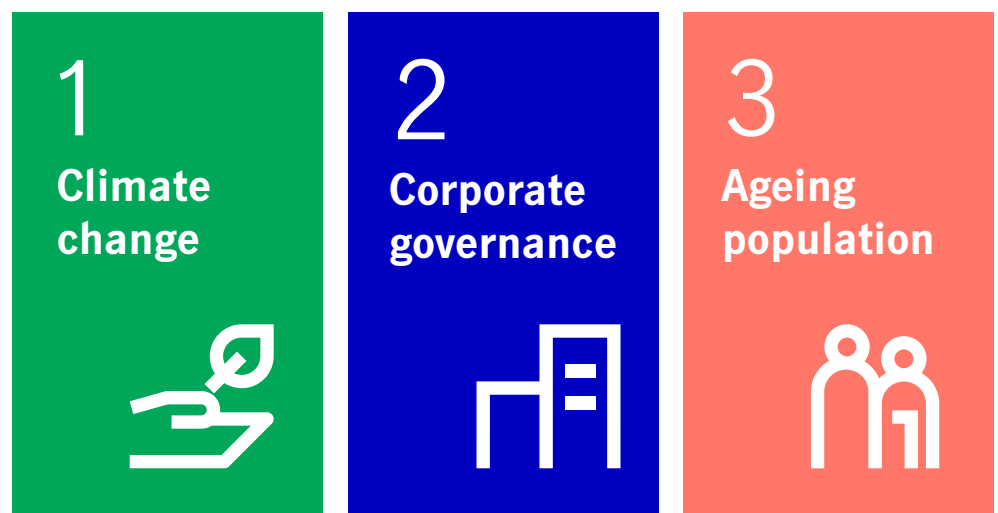 1
Climate
change
2
Corporate
governance
3
Ageing
population